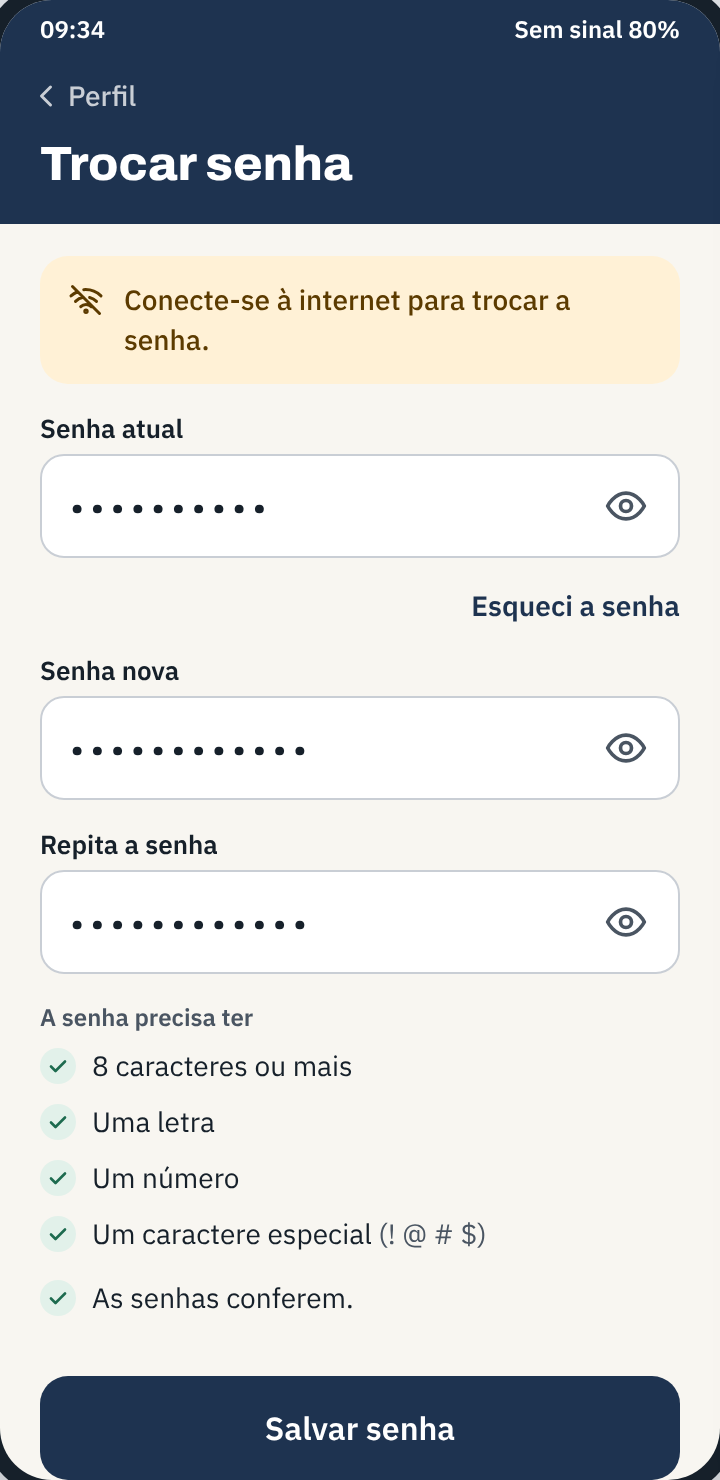 09:34 Sem sinal 80%
Perfil
Trocar senha
Conecte-se à internet para trocar a
senha.
Senha atual
••••••••••
Esqueci a senha
Senha nova
••••••••••••
Repita a senha
••••••••••••
A senha precisa ter
8 caracteres ou mais
Uma letra
Um número
Um caractere especial (! @ # $)
As senhas conferem.
Salvar senha